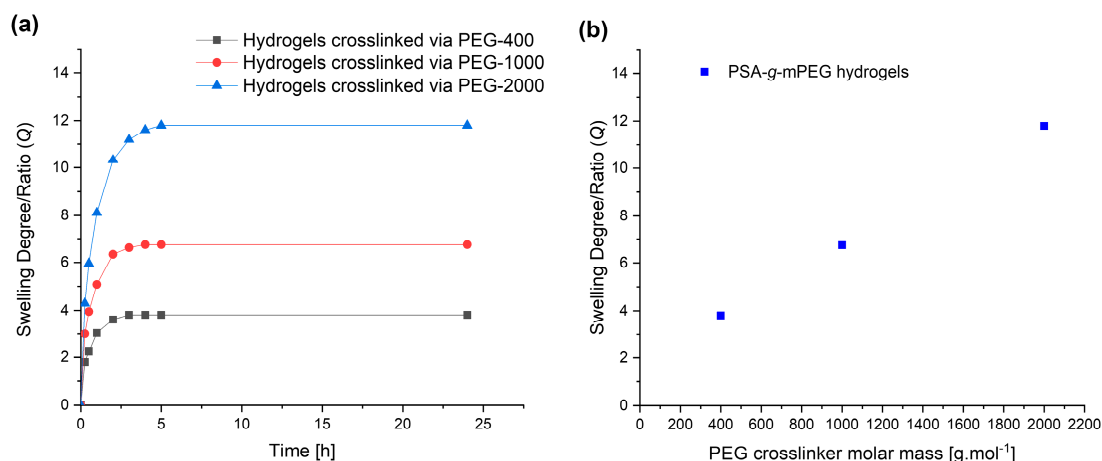 (a)
Hydrogels crosslinked via PEG-400
Hydrogels crosslinked via PEG-1000
Hydrogels crosslinked via PEG-2000
14
12
10
8
6
4
2
0
Swelling Degree/Ratio (Q)
0 5 10 15 20 25
Time [h]
(b)
PSA-g-mPEG hydrogels
14
12
10
8
6
4
2
0
Swelling Degree/Ratio (Q)
0 200 400 600 800 1000 1200 1400 1600 1800 2000 2200
PEG crosslinker molar mass [g.mol⁻¹]